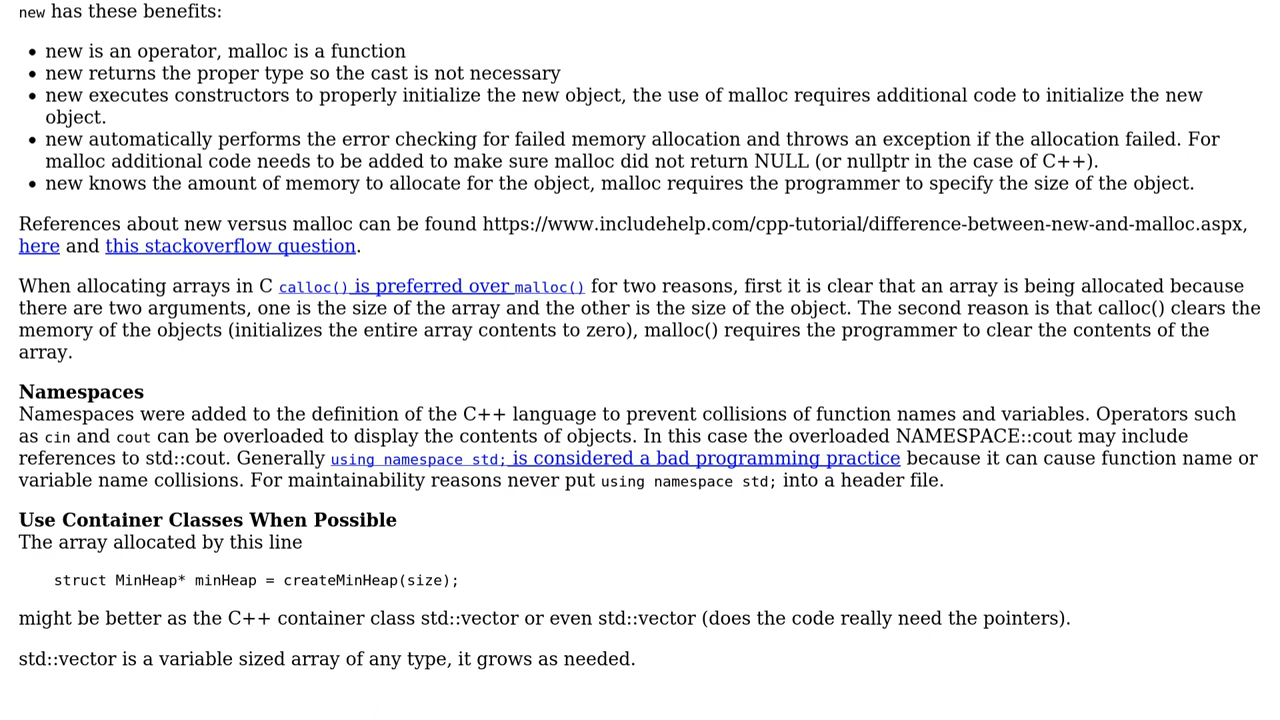 new has these benefits:
• new is an operator, malloc is a function
• new returns the proper type so the cast is not necessary
• new executes constructors to properly initialize the new object, the use of malloc requires additional code to initialize the new
object.
• new automatically performs the error checking for failed memory allocation and throws an exception if the allocation failed. For
malloc additional code needs to be added to make sure malloc did not return NULL (or nullptr in the case of C++).
• new knows the amount of memory to allocate for the object, malloc requires the programmer to specify the size of the object.
References about new versus malloc can be found https://www.includehelp.com/cpp-tutorial/difference-between-new-and-malloc.aspx,
here and this stackoverflow question.
When allocating arrays in C calloc() is preferred over malloc() for two reasons, first it is clear that an array is being allocated because
there are two arguments, one is the size of the array and the other is the size of the object. The second reason is that calloc() clears the
memory of the objects (initializes the entire array contents to zero), malloc() requires the programmer to clear the contents of the
array.
Namespaces
Namespaces were added to the definition of the C++ language to prevent collisions of function names and variables. Operators such
as cin and cout can be overloaded to display the contents of objects. In this case the overloaded NAMESPACE::cout may include
references to std::cout. Generally using namespace std; is considered a bad programming practice because it can cause function name or
variable name collisions. For maintainability reasons never put using namespace std; into a header file.
Use Container Classes When Possible
The array allocated by this line
struct MinHeap* minHeap = createMinHeap(size);
might be better as the C++ container class std::vector or even std::vector (does the code really need the pointers).
std::vector is a variable sized array of any type, it grows as needed.